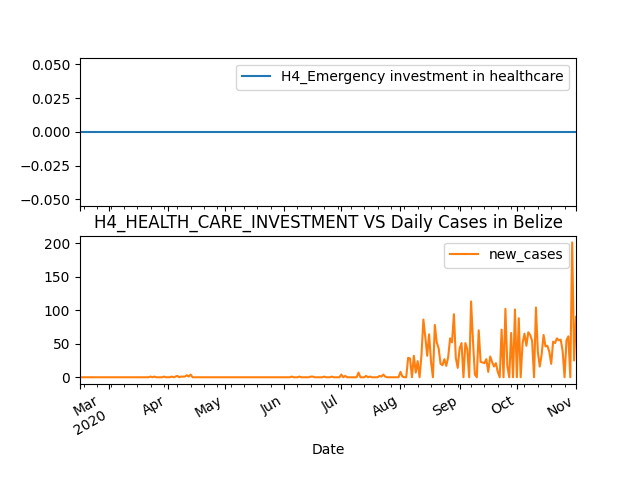 0.050
0.025
0.000
−0.025
−0.050
H4_Emergency investment in healthcare
H4_HEALTH_CARE_INVESTMENT VS Daily Cases in Belize
200
150
100
50
0
new_cases
Mar
2020
Apr
May
Jun
Jul
Aug
Sep
Oct
Nov
Date